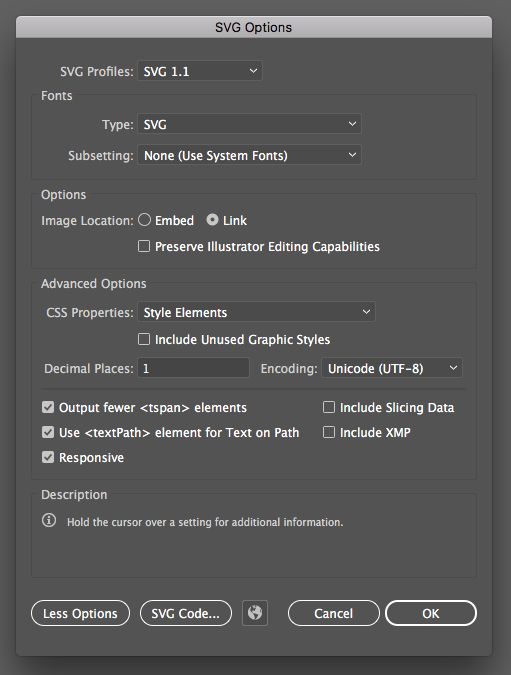 SVG Options
SVG Profiles: SVG 1.1
Fonts
Type: SVG
Subsetting: None (Use System Fonts)
Options
Image Location: Embed Link
Preserve Illustrator Editing Capabilities
Advanced Options
CSS Properties: Style Elements
Include Unused Graphic Styles
Decimal Places: 1 Encoding: Unicode (UTF-8)
Output fewer <tspan> elements Include Slicing Data
Use <textPath> element for Text on Path Include XMP
Responsive
Description
Hold the cursor over a setting for additional information.
Less Options SVG Code... Cancel OK